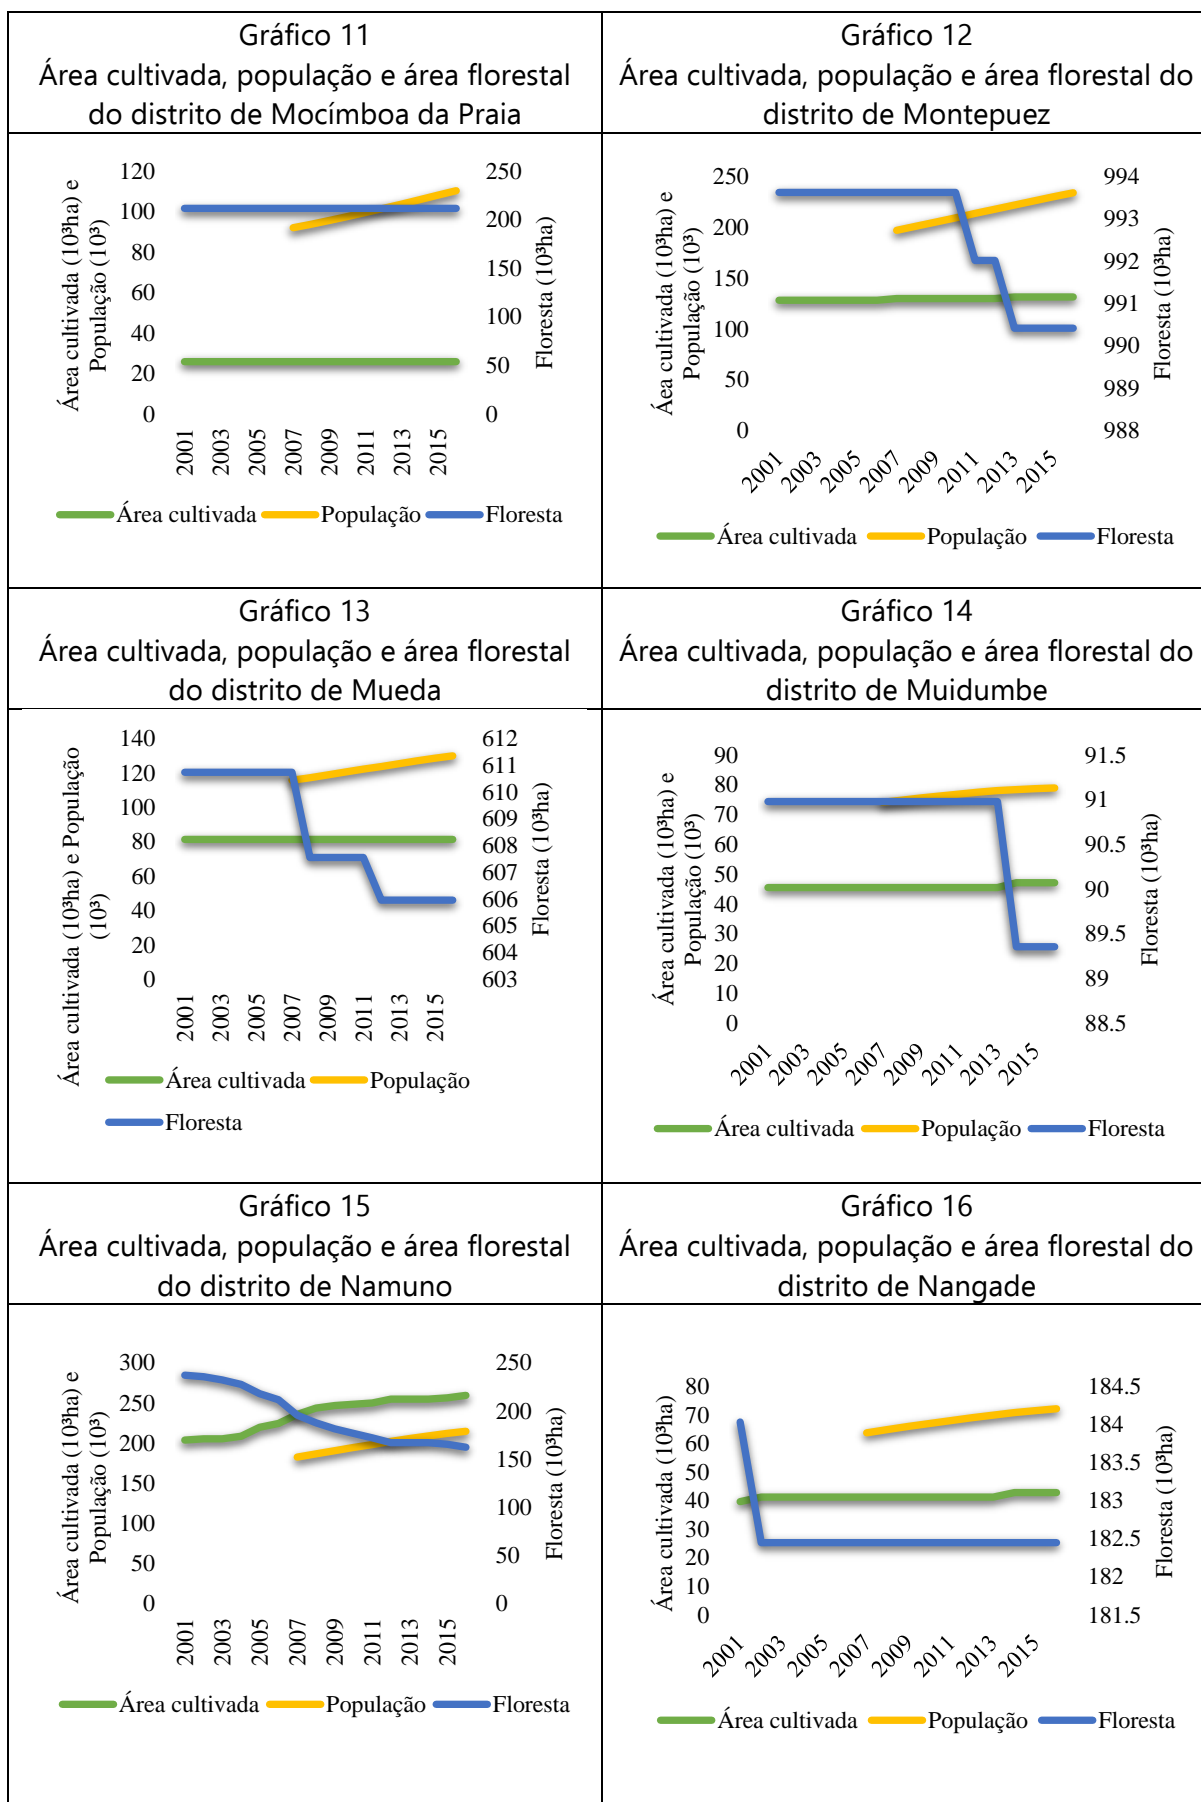 Gráfico 11
Área cultivada, população e área florestal
do distrito de Mocímboa da Praia
Área cultivada (10³ha) e
População (10³)
120
100
80
60
40
20
0
250
200
150
100
50
0
Floresta (10³ha)
2001
2003
2005
2007
2009
2011
2013
2015
Área cultivada
População
Floresta
Gráfico 12
Área cultivada, população e área florestal do
distrito de Montepuez
Áea cultivada (10³ha) e
População (10³)
250
200
150
100
50
0
994
993
992
991
990
989
988
Floresta (10³ha)
2001
2003
2005
2007
2009
2011
2013
2015
Área cultivada
População
Floresta
Gráfico 13
Área cultivada, população e área florestal
do distrito de Mueda
Área cultivada (10³ha) e População
(10³)
140
120
100
80
60
40
20
0
612
611
610
609
608
607
606
605
604
603
Floresta (10³ha)
2001
2003
2005
2007
2009
2011
2013
2015
Área cultivada
População
Floresta
Gráfico 14
Área cultivada, população e área florestal do
distrito de Muidumbe
Área cultivada (10³ha) e
População (10³)
90
80
70
60
50
40
30
20
10
0
91.5
91
90.5
90
89.5
89
88.5
Floresta (10³ha)
2001
2003
2005
2007
2009
2011
2013
2015
Área cultivada
População
Floresta
Gráfico 15
Área cultivada, população e área florestal
do distrito de Namuno
Área cultivada (10³ha) e
População (10³)
300
250
200
150
100
50
0
250
200
150
100
50
0
Floresta (10³ha)
2001
2003
2005
2007
2009
2011
2013
2015
Área cultivada
População
Floresta
Gráfico 16
Área cultivada, população e área florestal do
distrito de Nangade
Área cultivada (10³ha)
80
70
60
50
40
30
20
10
0
184.5
184
183.5
183
182.5
182
181.5
Floresta (10³ha)
2001
2003
2005
2007
2009
2011
2013
2015
Área cultivada
População
Floresta